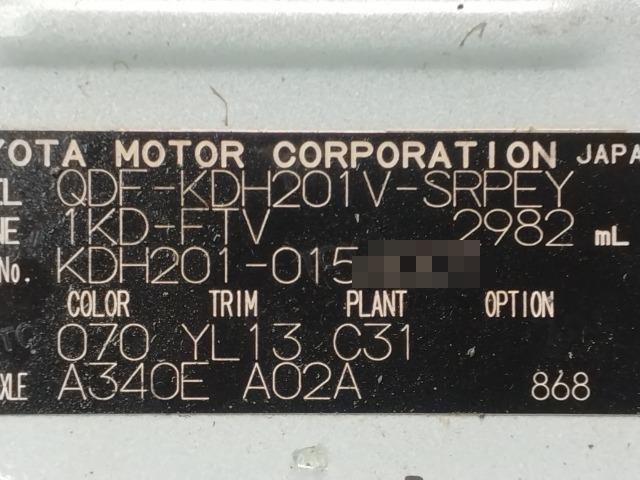 YOTA MOTOR CORPORATION JAPA
EL QDF-KDH201V-SRPEY
NE 1KD-FTV 2982 mL
No. KDH201-015
COLOR TRIM PLANT OPTION
070 YL13 C31
XLE A340E A02A 868